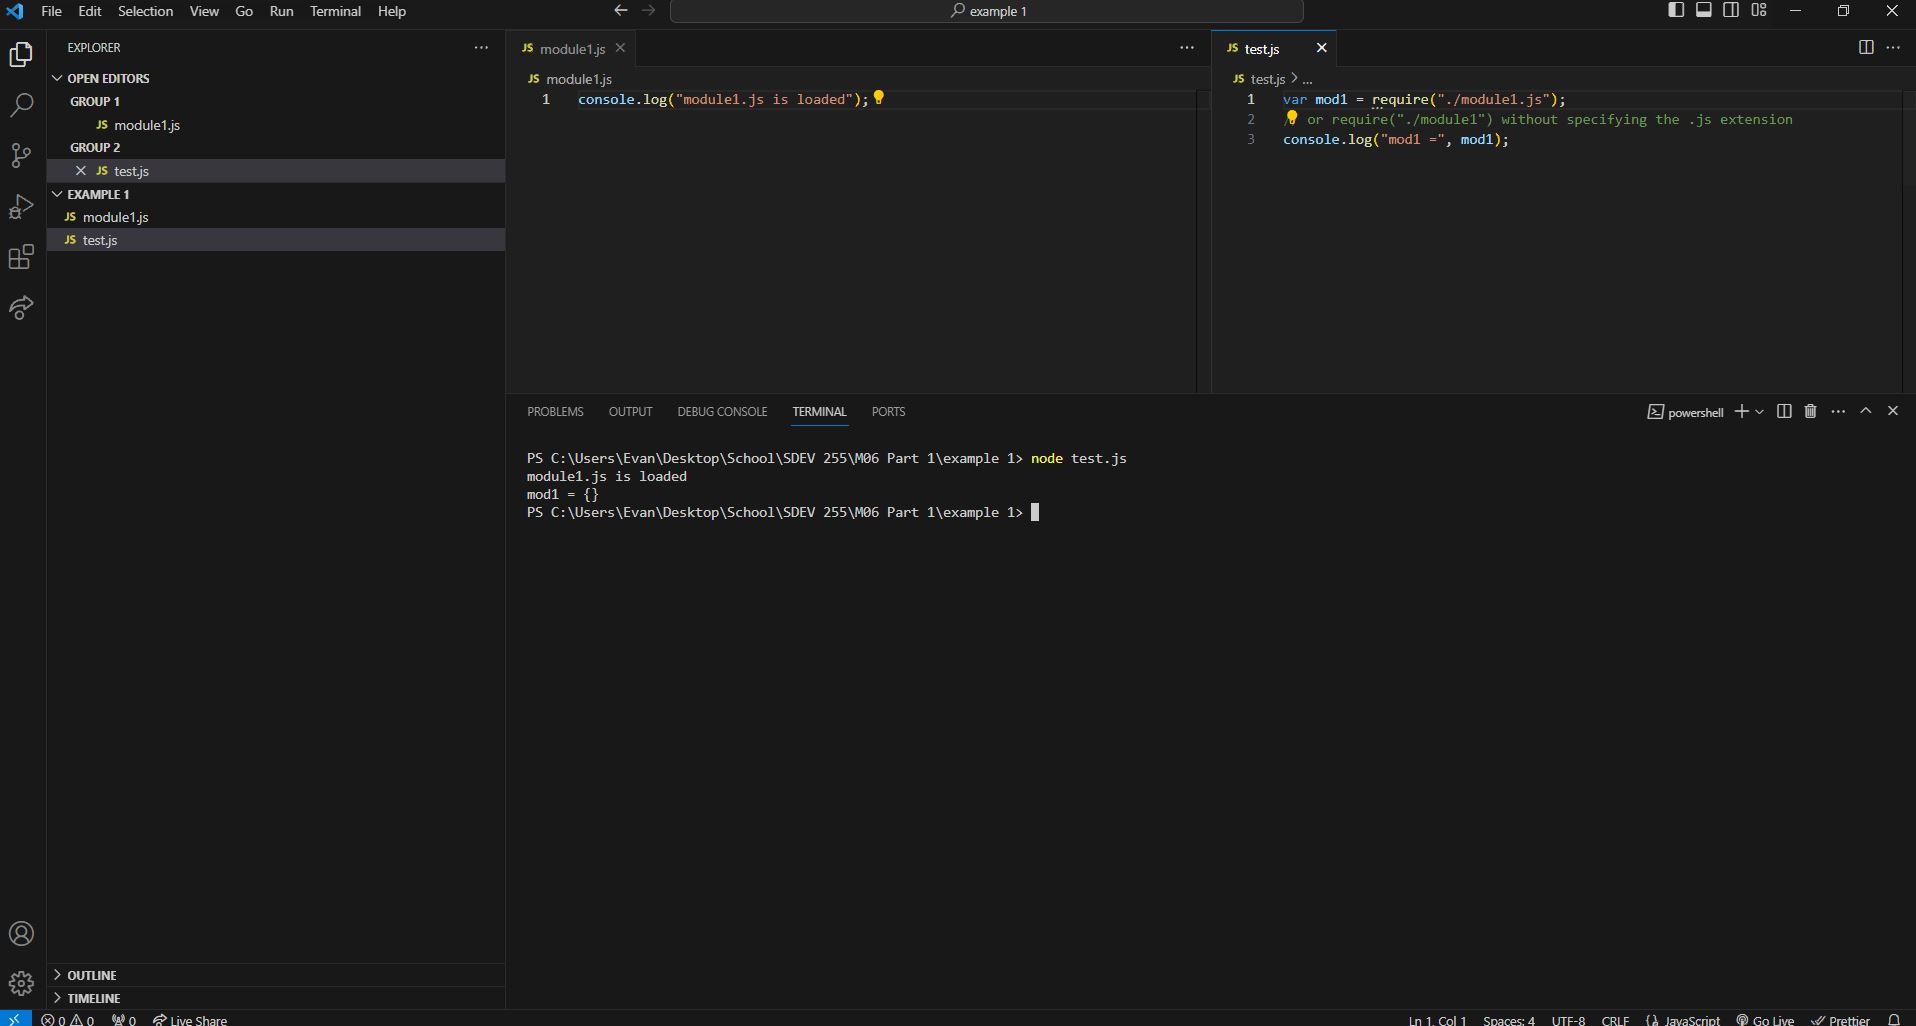 File Edit Selection View Go Run Terminal Help
example 1
EXPLORER
OPEN EDITORS
GROUP 1
JS module1.js
GROUP 2
JS test.js
EXAMPLE 1
JS module1.js
JS test.js
OUTLINE
TIMELINE
JS module1.js
JS module1.js
1 console.log("module1.js is loaded");
JS test.js
JS test.js > ...
1 var mod1 = require("./module1.js");
2 / or require("./module1") without specifying the .js extension
3 console.log("mod1 =", mod1);
PROBLEMS OUTPUT DEBUG CONSOLE TERMINAL PORTS
powershell
PS C:\Users\Evan\Desktop\School\SDEV 255\M06 Part 1\example 1> node test.js
module1.js is loaded
mod1 = {}
PS C:\Users\Evan\Desktop\School\SDEV 255\M06 Part 1\example 1>
0 0 0 Live Share
Ln 1, Col 1 Spaces: 4 UTF-8 CRLF {} JavaScript Go Live Prettier